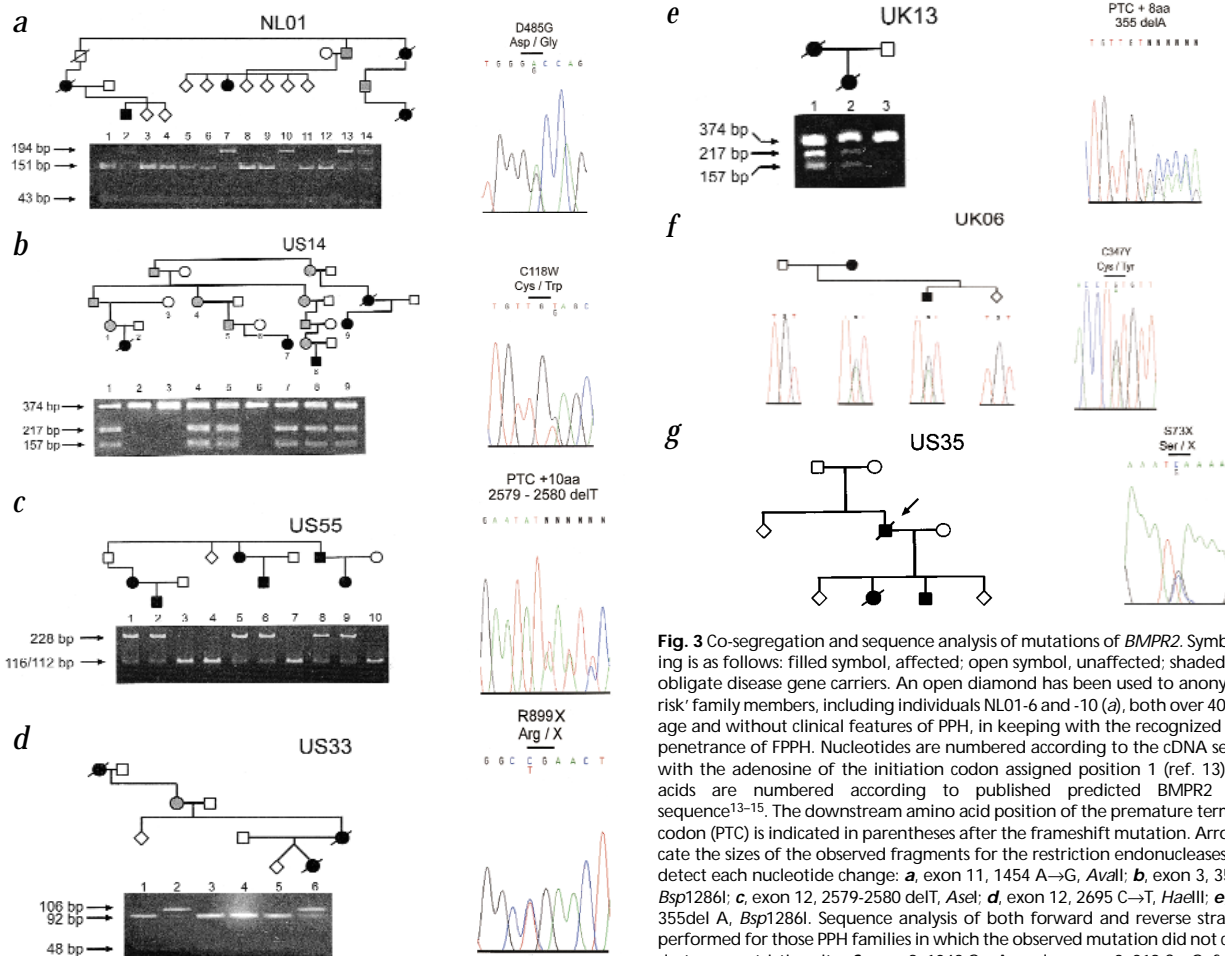 a
NL01
D485G
Asp / Gly
T G G G A C C A G
G
1 2 3 4 5 6 7 8 9 10 11 12 13 14
194 bp
151 bp
43 bp
b
US14
C118W
Cys / Trp
T G T T G T A G C
G
1 2 3 4 5 6 7 8 9
1 2 3 4 5 6 7 8 9
374 bp
217 bp
157 bp
c
US55
PTC +10aa
2579 - 2580 delT
G A A T A T N N N N N N
1 2 3 4 5 6 7 8 9 10
228 bp
116/112 bp
d
US33
R899X
Arg / X
G G C C G A A C T
T
1 2 3 4 5 6
106 bp
92 bp
48 bp
e
UK13
PTC + 8aa
355 delA
T G T T G T N N N N N N
1 2 3
374 bp
217 bp
157 bp
f
UK06
C347Y
Cys / Tyr
A C C T G T G T T
T G T
T G T
g
US35
S73X
Ser / X
A A A T C A A A A
G
Fig. 3 Co-segregation and sequence analysis of mutations of BMPR2. Symb
ing is as follows: filled symbol, affected; open symbol, unaffected; shaded
obligate disease gene carriers. An open diamond has been used to anony
risk' family members, including individuals NL01-6 and -10 (a), both over 40
age and without clinical features of PPH, in keeping with the recognized
penetrance of FPPH. Nucleotides are numbered according to the cDNA se
with the adenosine of the initiation codon assigned position 1 (ref. 13)
acids are numbered according to published predicted BMPR2
sequence13–15. The downstream amino acid position of the premature term
codon (PTC) is indicated in parentheses after the frameshift mutation. Arro
cate the sizes of the observed fragments for the restriction endonucleases
detect each nucleotide change: a, exon 11, 1454 A→G, AvaII; b, exon 3, 35
Bsp1286I; c, exon 12, 2579-2580 delT, AseI; d, exon 12, 2695 C→T, HaeIII; e
355del A, Bsp1286I. Sequence analysis of both forward and reverse stra
performed for those PPH families in which the observed mutation did not